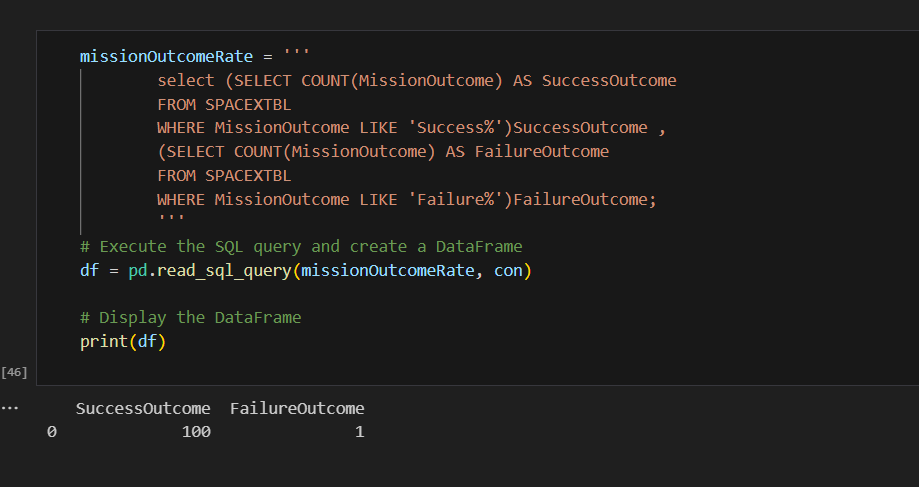 missionOutcomeRate = '''
select (SELECT COUNT(MissionOutcome) AS SuccessOutcome
FROM SPACEXTBL
WHERE MissionOutcome LIKE 'Success%')SuccessOutcome ,
(SELECT COUNT(MissionOutcome) AS FailureOutcome
FROM SPACEXTBL
WHERE MissionOutcome LIKE 'Failure%')FailureOutcome;
'''
# Execute the SQL query and create a DataFrame
df = pd.read_sql_query(missionOutcomeRate, con)
# Display the DataFrame
print(df)
[46]
... SuccessOutcome FailureOutcome
0 100 1